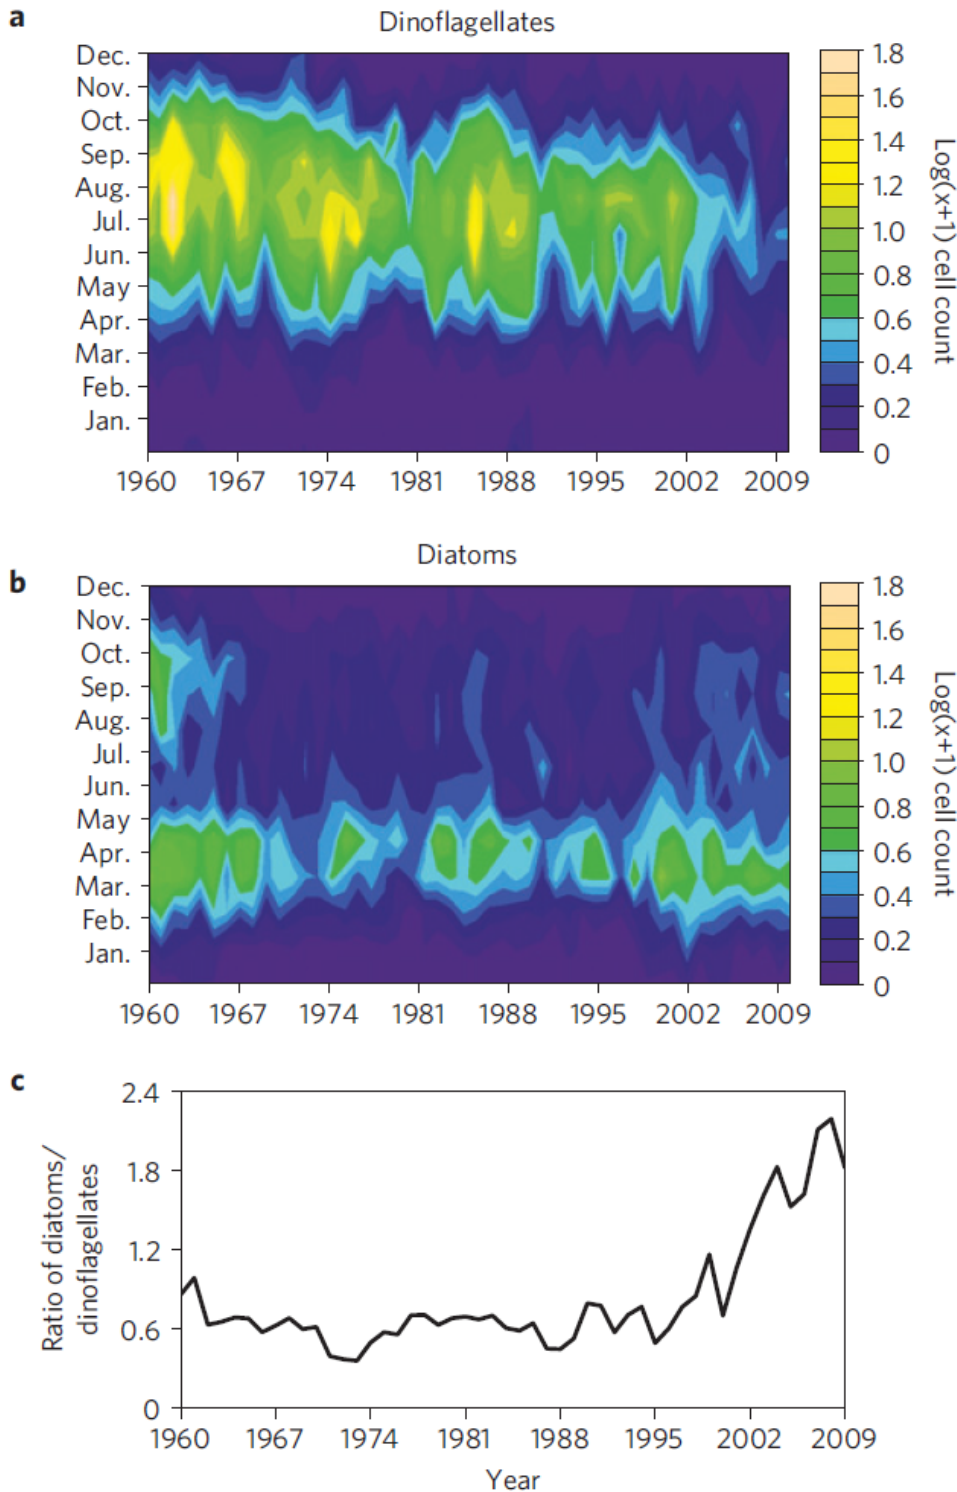 a
Dinoflagellates
Dec.
Nov.
Oct.
Sep.
Aug.
Jul.
Jun.
May
Apr.
Mar.
Feb.
Jan.
1960 1967 1974 1981 1988 1995 2002 2009
1.8
1.6
1.4
1.2
1.0
0.8
0.6
0.4
0.2
0
Log(x+1) cell count
b
Diatoms
Dec.
Nov.
Oct.
Sep.
Aug.
Jul.
Jun.
May
Apr.
Mar.
Feb.
Jan.
1960 1967 1974 1981 1988 1995 2002 2009
1.8
1.6
1.4
1.2
1.0
0.8
0.6
0.4
0.2
0
Log(x+1) cell count
c
Ratio of diatoms/
dinoflagellates
2.4
1.8
1.2
0.6
0
1960 1967 1974 1981 1988 1995 2002 2009
Year